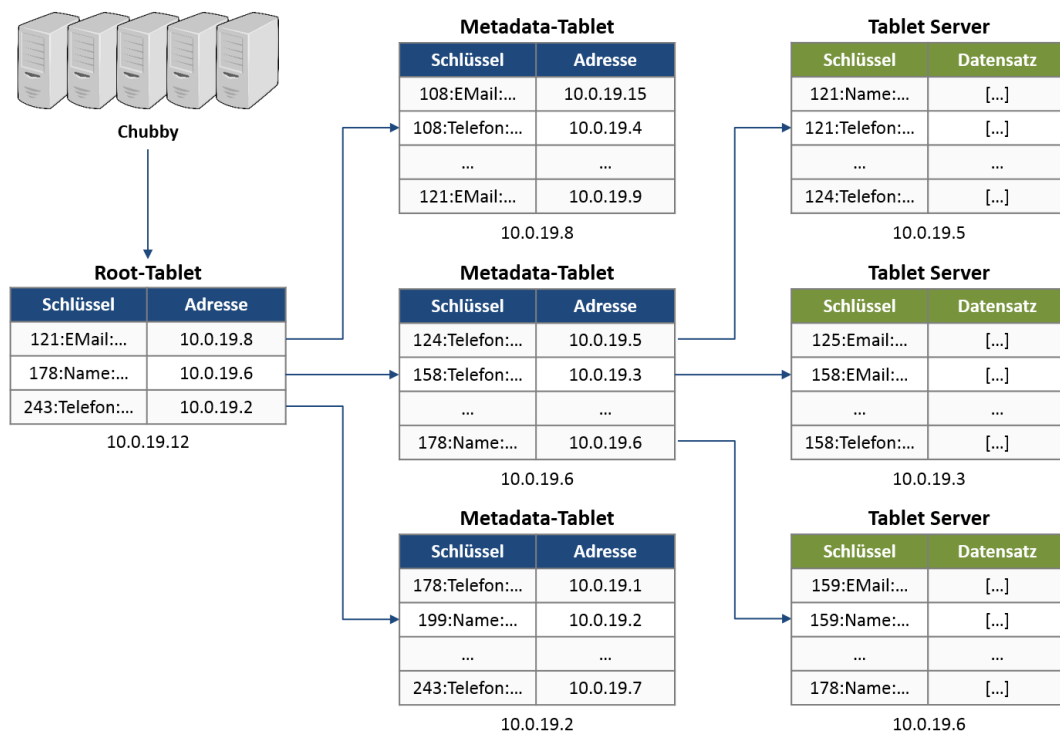 Chubby
Root-Tablet
Schlüssel Adresse
121:EMail:... 10.0.19.8
178:Name:... 10.0.19.6
243:Telefon:... 10.0.19.2
10.0.19.12
Metadata-Tablet
Schlüssel Adresse
108:EMail:... 10.0.19.15
108:Telefon:... 10.0.19.4
... ...
121:EMail:... 10.0.19.9
10.0.19.8
Metadata-Tablet
Schlüssel Adresse
124:Telefon:... 10.0.19.5
158:Telefon:... 10.0.19.3
... ...
178:Name:... 10.0.19.6
10.0.19.6
Metadata-Tablet
Schlüssel Adresse
178:Telefon:... 10.0.19.1
199:Name:... 10.0.19.2
... ...
243:Telefon:... 10.0.19.7
10.0.19.2
Tablet Server
Schlüssel Datensatz
121:Name:... [...]
121:Telefon:... [...]
... ...
124:Telefon:... [...]
10.0.19.5
Tablet Server
Schlüssel Datensatz
125:Email:... [...]
158:EMail:... [...]
... ...
158:Telefon:... [...]
10.0.19.3
Tablet Server
Schlüssel Datensatz
159:EMail:... [...]
159:Name:... [...]
... ...
178:Name:... [...]
10.0.19.6